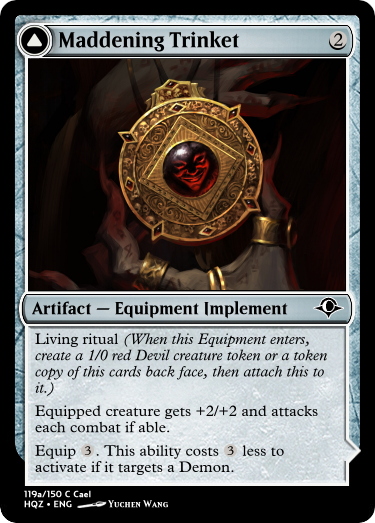 Maddening Trinket 2
Artifact — Equipment Implement
Living ritual (When this Equipment enters,
create a 1/0 red Devil creature token or a token
copy of this cards back face, then attach this to
it.)
Equipped creature gets +2/+2 and attacks
each combat if able.
Equip 3. This ability costs 3 less to
activate if it targets a Demon.
119a/150 C Cael
HQZ • ENG Yuchen Wang